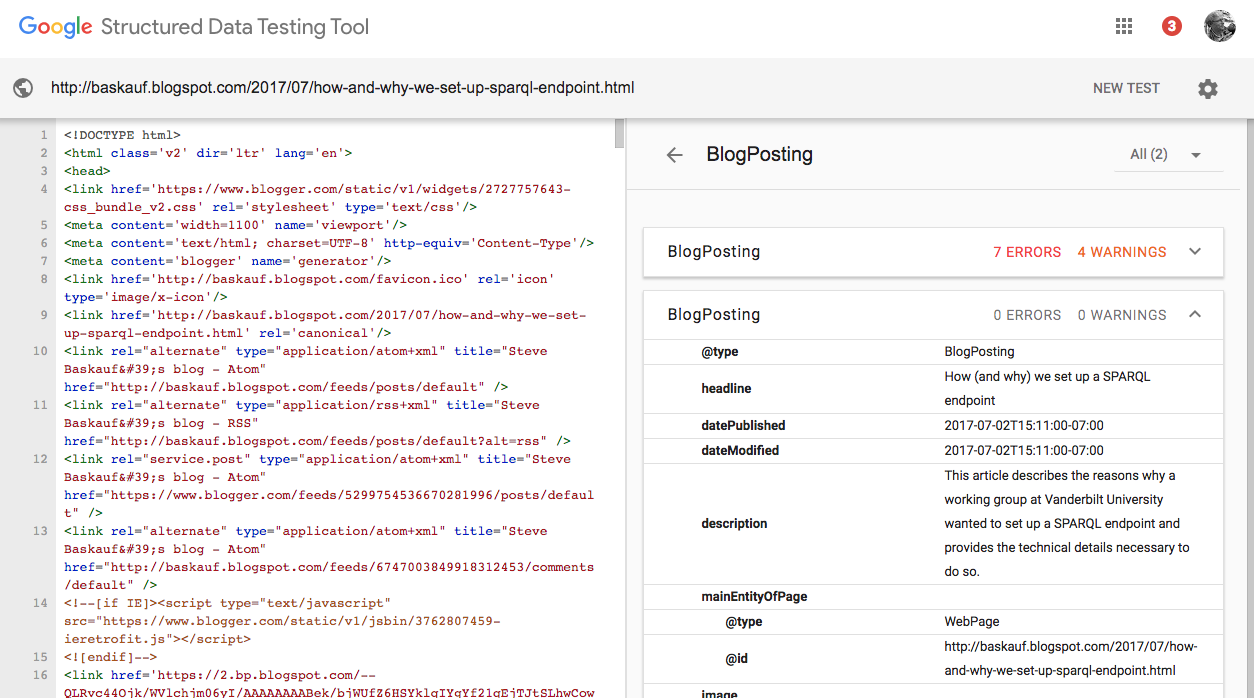 Google Structured Data Testing Tool
3
http://baskauf.blogspot.com/2017/07/how-and-why-we-set-up-sparql-endpoint.html
NEW TEST
1 <!DOCTYPE html>
2 <html class='v2' dir='ltr' lang='en'>
3 <head>
4 <link href='https://www.blogger.com/static/v1/widgets/2727757643-
css_bundle_v2.css' rel='stylesheet' type='text/css'/>
5 <meta content='width=1100' name='viewport'/>
6 <meta content='text/html; charset=UTF-8' http-equiv='Content-Type'/>
7 <meta content='blogger' name='generator'/>
8 <link href='http://baskauf.blogspot.com/favicon.ico' rel='icon'
type='image/x-icon'/>
9 <link href='http://baskauf.blogspot.com/2017/07/how-and-why-we-set-
up-sparql-endpoint.html' rel='canonical'/>
10 <link rel="alternate" type="application/atom+xml" title="Steve
Baskauf&#39;s blog - Atom"
href="http://baskauf.blogspot.com/feeds/posts/default" />
11 <link rel="alternate" type="application/rss+xml" title="Steve
Baskauf&#39;s blog - RSS"
href="http://baskauf.blogspot.com/feeds/posts/default?alt=rss" />
12 <link rel="service.post" type="application/atom+xml" title="Steve
Baskauf&#39;s blog - Atom"
href="https://www.blogger.com/feeds/5299754536670281996/posts/defaul
t" />
13 <link rel="alternate" type="application/atom+xml" title="Steve
Baskauf&#39;s blog - Atom"
href="http://baskauf.blogspot.com/feeds/6747003849918312453/comments
/default" />
14 <!--[if IE]><script type="text/javascript"
src="https://www.blogger.com/static/v1/jsbin/3762807459-
ieretrofit.js"></script>
15 <![endif]-->
16 <link href='https://2.bp.blogspot.com/--
BlogPosting
All (2)
BlogPosting 7 ERRORS 4 WARNINGS
BlogPosting 0 ERRORS 0 WARNINGS
@type BlogPosting
headline How (and why) we set up a SPARQL
endpoint
datePublished 2017-07-02T15:11:00-07:00
dateModified 2017-07-02T15:11:00-07:00
description This article describes the reasons why a
working group at Vanderbilt University
wanted to set up a SPARQL endpoint and
provides the technical details necessary to
do so.
mainEntityOfPage
@type WebPage
@id http://baskauf.blogspot.com/2017/07/how-
and-why-we-set-up-sparql-endpoint.html
image